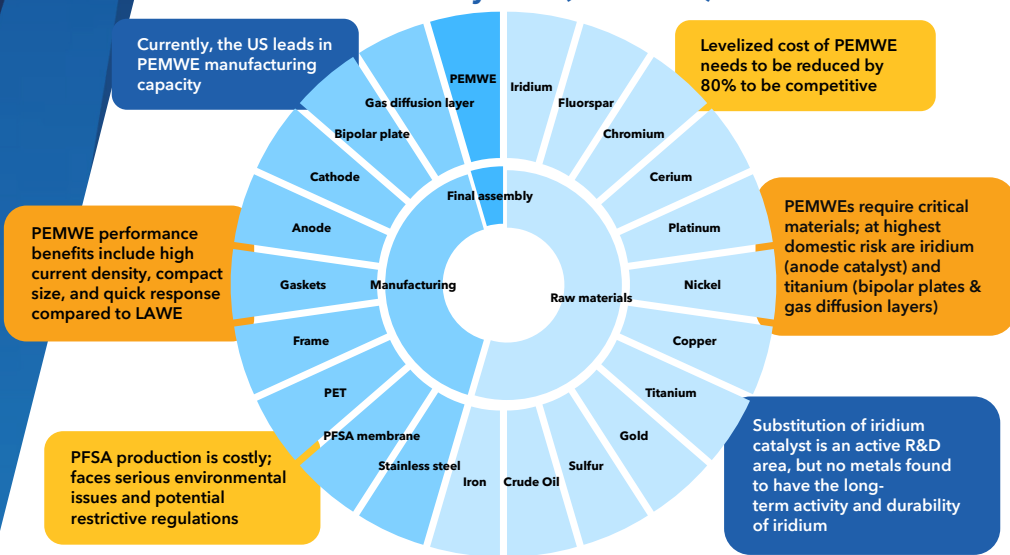 Currently, the US leads in
PEMWE manufacturing
capacity
Levelized cost of PEMWE
needs to be reduced by
80% to be competitive
PEMWE
Iridium
Gas diffusion layer
Fluorspar
Bipolar plate
Chromium
Cathode
Cerium
Final assembly
Anode
Platinum
PEMWE performance
benefits include high
current density, compact
size, and quick response
compared to LAWE
PEMWEs require critical
materials; at highest
domestic risk are iridium
(anode catalyst) and
titanium (bipolar plates &
gas diffusion layers)
Gaskets
Manufacturing
Raw materials
Nickel
Frame
Copper
PET
Titanium
PFSA membrane
Gold
Stainless steel
Sulfur
Iron
Crude Oil
PFSA production is costly;
faces serious environmental
issues and potential
restrictive regulations
Substitution of iridium
catalyst is an active R&D
area, but no metals found
to have the long-
term activity and durability
of iridium